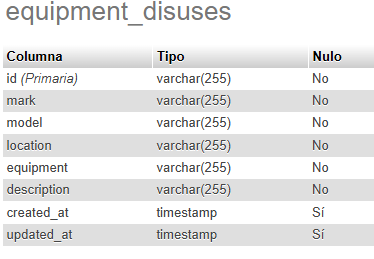 equipment_disuses
Columna Tipo Nulo
id (Primaria) varchar(255) No
mark varchar(255) No
model varchar(255) No
location varchar(255) No
equipment varchar(255) No
description varchar(255) No
created_at timestamp Sí
updated_at timestamp Sí